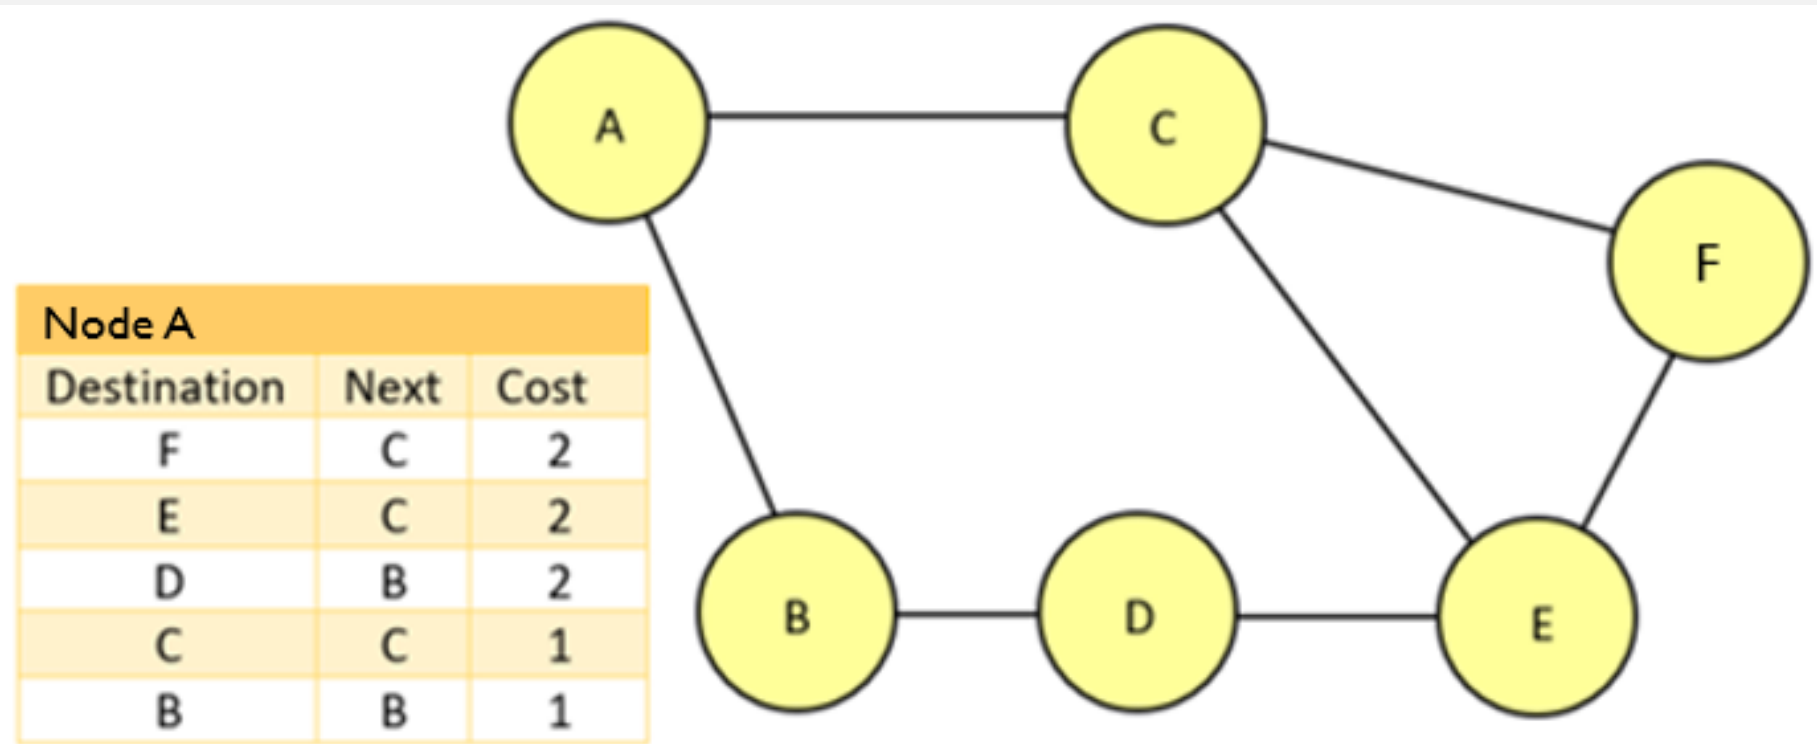 A
C
F
Node A
Destination Next Cost
F C 2
E C 2
D B 2
C C 1
B B 1
B
D
E